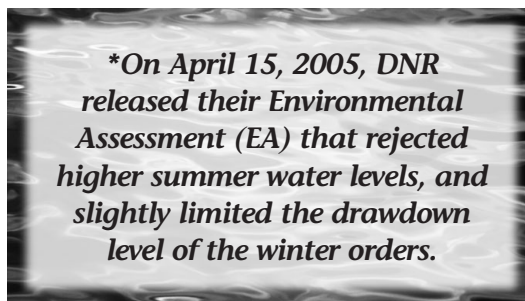 *On April 15, 2005, DNR
released their Environmental
Assessment (EA) that rejected
higher summer water levels, and
slightly limited the drawdown
level of the winter orders.